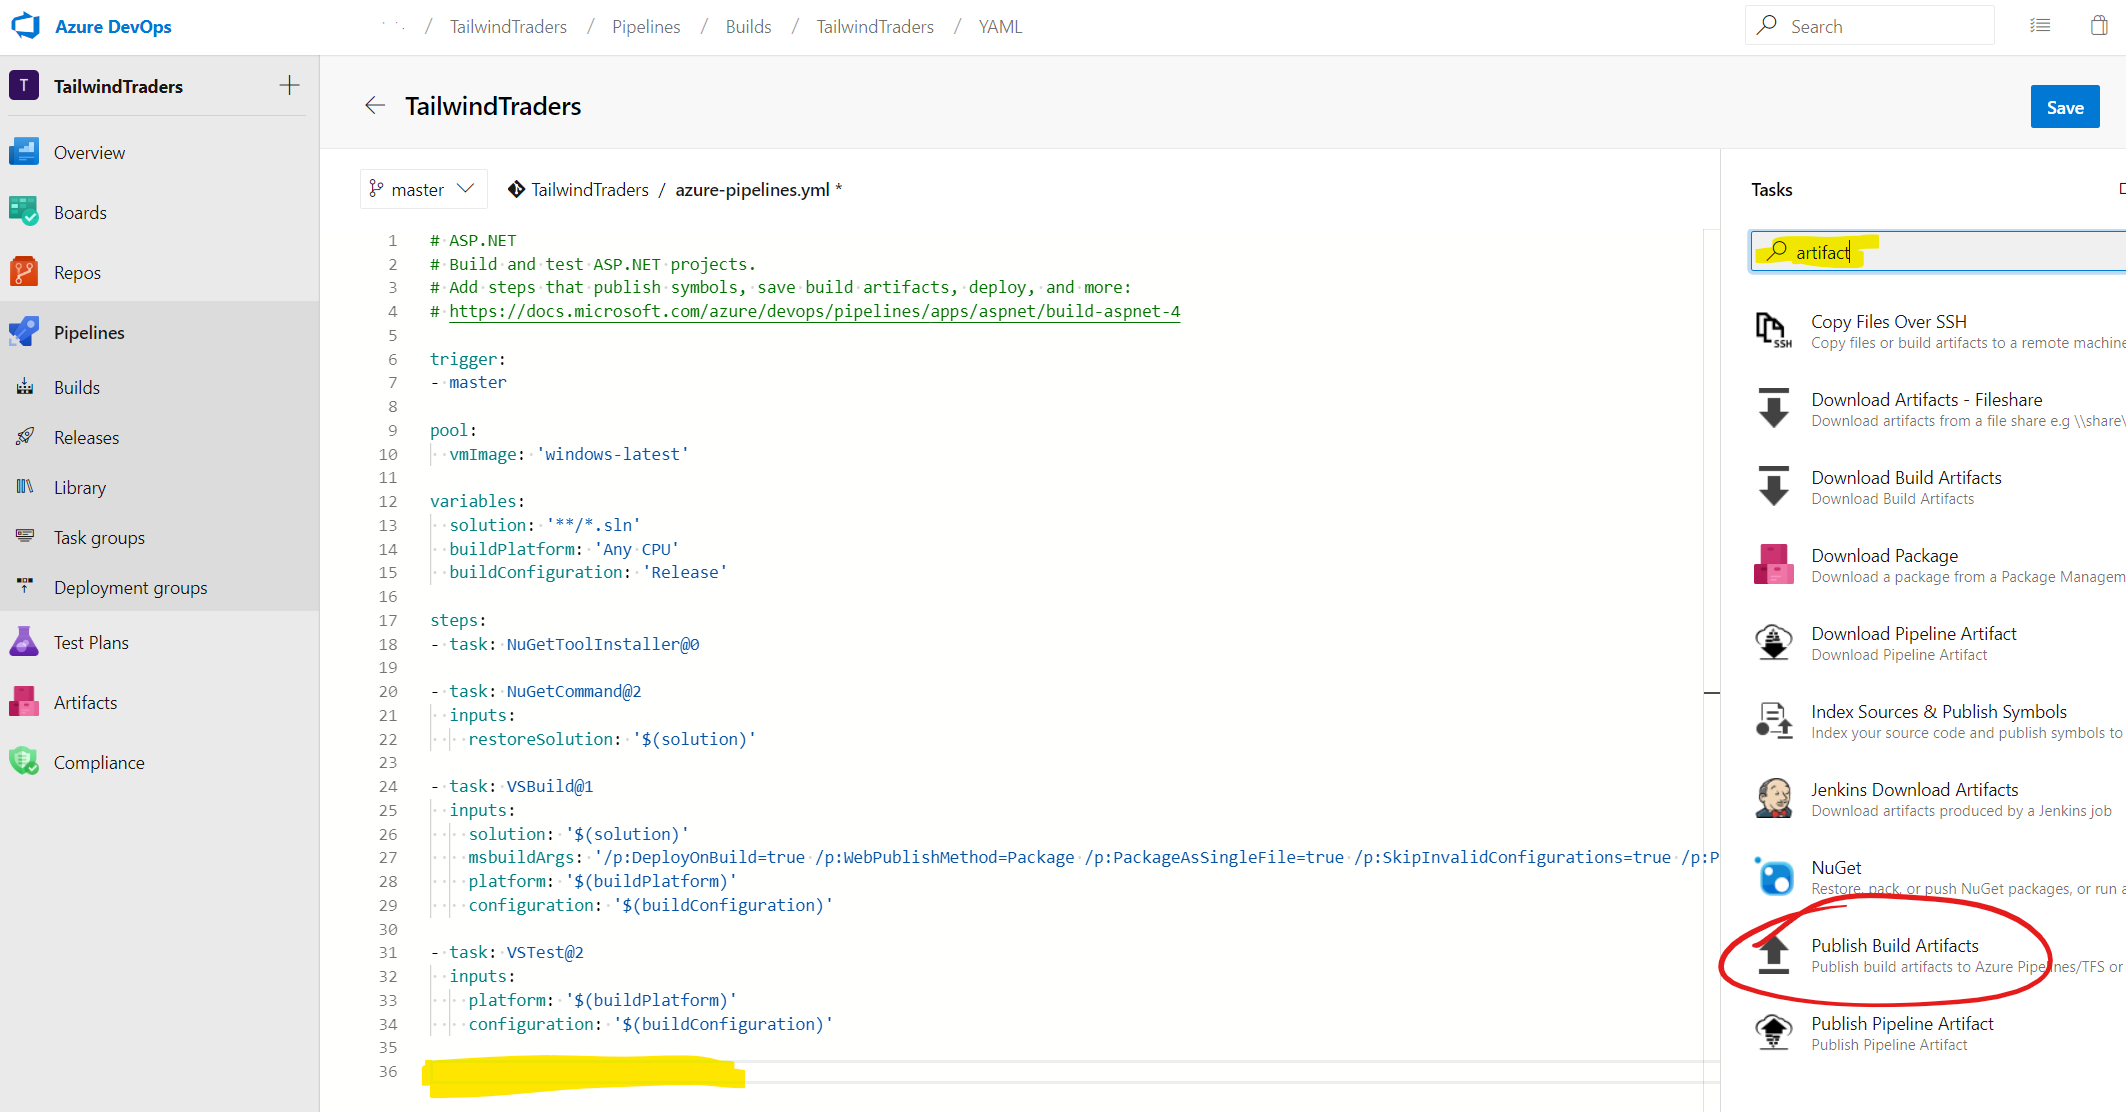 Azure DevOps
/ TailwindTraders / Pipelines / Builds / TailwindTraders / YAML
Search
T TailwindTraders
Overview
Boards
Repos
Pipelines
Builds
Releases
Library
Task groups
Deployment groups
Test Plans
Artifacts
Compliance
TailwindTraders
Save
master
TailwindTraders / azure-pipelines.yml *
1 # ASP.NET
2 # Build and test ASP.NET projects.
3 # Add steps that publish symbols, save build artifacts, deploy, and more:
4 # https://docs.microsoft.com/azure/devops/pipelines/apps/aspnet/build-aspnet-4
5
6 trigger:
7 - master
8
9 pool:
10 vmImage: 'windows-latest'
11
12 variables:
13 solution: '**/*.sln'
14 buildPlatform: 'Any CPU'
15 buildConfiguration: 'Release'
16
17 steps:
18 - task: NuGetToolInstaller@0
19
20 - task: NuGetCommand@2
21 inputs:
22 restoreSolution: '$(solution)'
23
24 - task: VSBuild@1
25 inputs:
26 solution: '$(solution)'
27 msbuildArgs: '/p:DeployOnBuild=true /p:WebPublishMethod=Package /p:PackageAsSingleFile=true /p:SkipInvalidConfigurations=true /p:P
28 platform: '$(buildPlatform)'
29 configuration: '$(buildConfiguration)'
30
31 - task: VSTest@2
32 inputs:
33 platform: '$(buildPlatform)'
34 configuration: '$(buildConfiguration)'
35
36
Tasks
artifact
Copy Files Over SSH
SSH
Copy files or build artifacts to a remote machine
Download Artifacts - Fileshare
Download artifacts from a file share e.g \\share\
Download Build Artifacts
Download Build Artifacts
Download Package
Download a package from a Package Managem
Download Pipeline Artifact
Download Pipeline Artifact
Index Sources & Publish Symbols
Index your source code and publish symbols to
Jenkins Download Artifacts
Download artifacts produced by a Jenkins job
NuGet
Restore, pack, or push NuGet packages, or run a
Publish Build Artifacts
Publish build artifacts to Azure Pipelines/TFS or
Publish Pipeline Artifact
Publish Pipeline Artifact